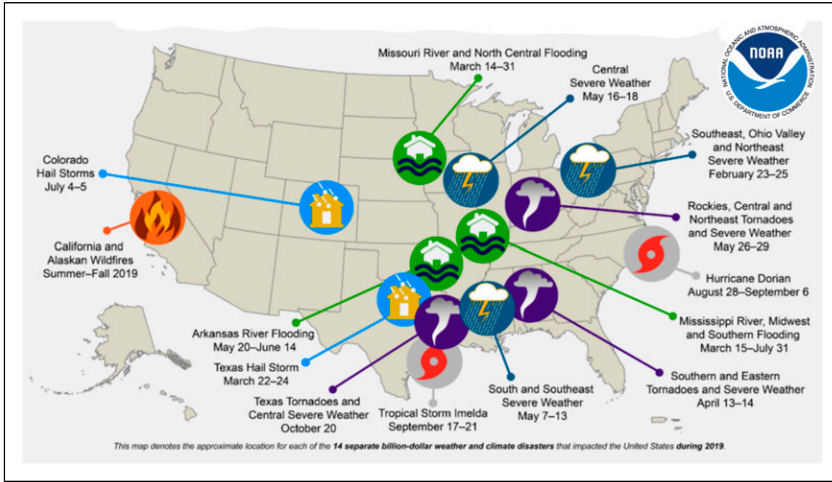 Missouri River and North Central Flooding
March 14–31
Central
Severe Weather
May 16–18
NATIONAL OCEANIC AND ATMOSPHERIC ADMINISTRATION
NOAA
U.S. DEPARTMENT OF COMMERCE
Southeast, Ohio Valley and Northeast
Severe Weather
February 23–25
Colorado
Hail Storms
July 4–5
Rockies, Central and
Northeast Tornadoes
and Severe Weather
May 26–29
California and
Alaskan Wildfires
Summer–Fall 2019
Hurricane Dorian
August 28–September 6
Arkansas River Flooding
May 20–June 14
Mississippi River, Midwest
and Southern Flooding
March 15–July 31
Texas Hail Storm
March 22–24
Southern and Eastern
Tornadoes and Severe Weather
April 13–14
Texas Tornadoes and
Central Severe Weather
October 20
Tropical Storm Imelda
September 17–21
South and Southeast
Severe Weather
May 7–13
This map denotes the approximate location for each of the 14 separate billion-dollar weather and climate disasters that impacted the United States during 2019.